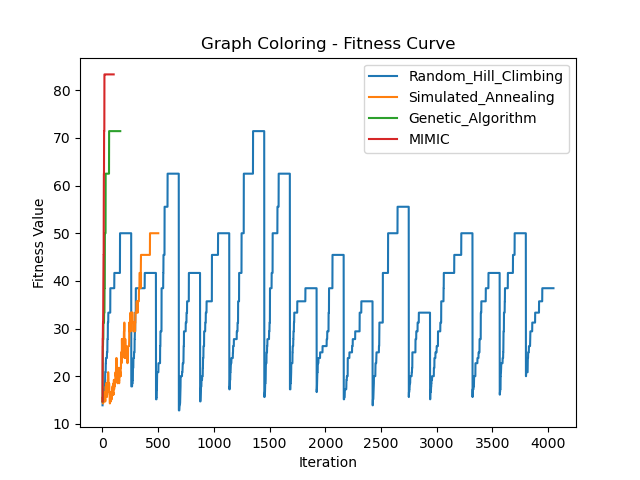 Graph Coloring - Fitness Curve
Random_Hill_Climbing
Simulated_Annealing
Genetic_Algorithm
MIMIC
Fitness Value
80
70
60
50
40
30
20
10
0 500 1000 1500 2000 2500 3000 3500 4000
Iteration